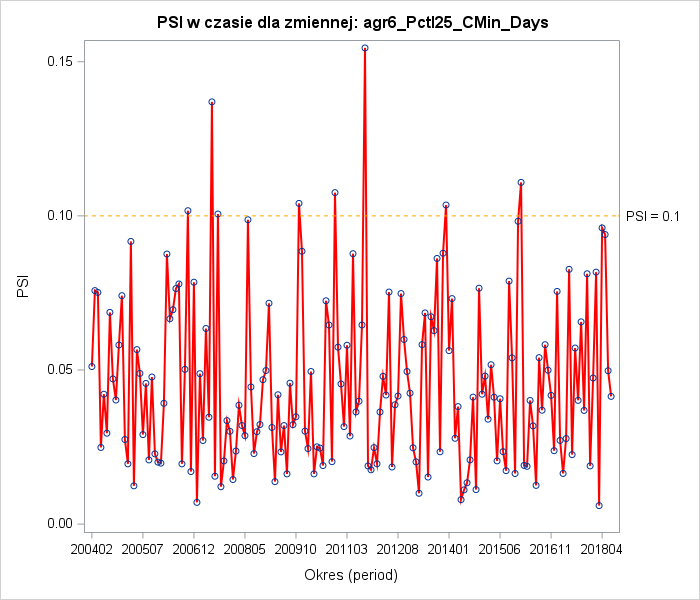 PSI w czasie dla zmiennej: agr6_Pctl25_CMin_Days
0.15
0.10
PSI = 0.1
PSI
0.05
0.00
200402 200507 200612 200805 200910 201103 201208 201401 201506 201611 201804
Okres (period)